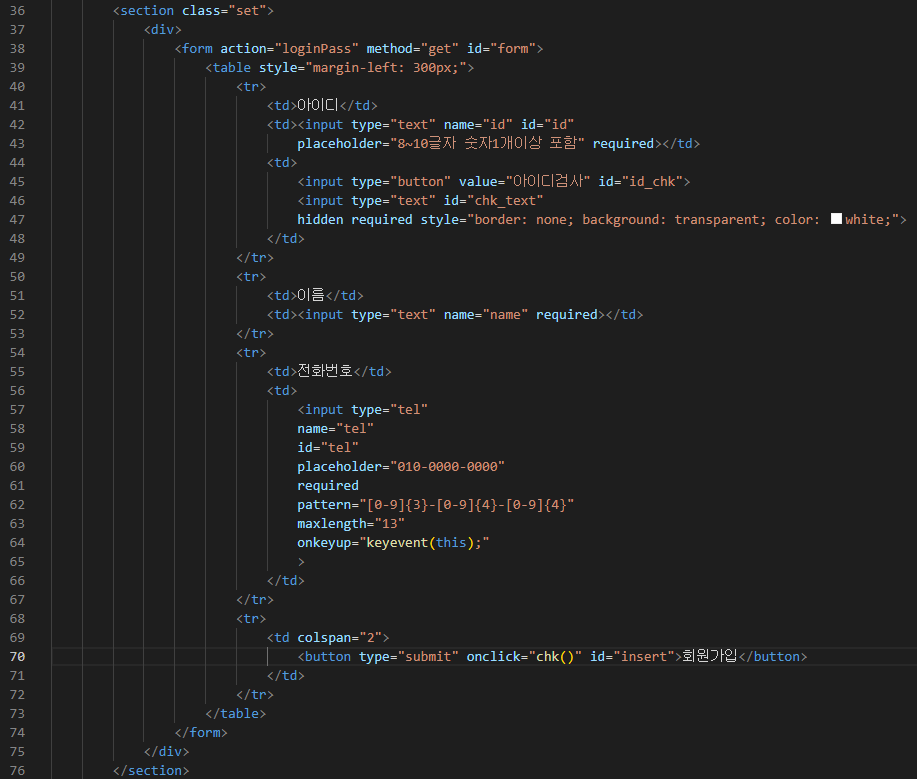 36 <section class="set">
37 <div>
38 <form action="loginPass" method="get" id="form">
39 <table style="margin-left: 300px;">
40 <tr>
41 <td>아이디</td>
42 <td><input type="text" name="id" id="id"
43 placeholder="8~10글자 숫자1개이상 포함" required></td>
44 <td>
45 <input type="button" value="아이디검사" id="id_chk">
46 <input type="text" id="chk_text"
47 hidden required style="border: none; background: transparent; color: white;">
48 </td>
49 </tr>
50 <tr>
51 <td>이름</td>
52 <td><input type="text" name="name" required></td>
53 </tr>
54 <tr>
55 <td>전화번호</td>
56 <td>
57 <input type="tel"
58 name="tel"
59 id="tel"
60 placeholder="010-0000-0000"
61 required
62 pattern="[0-9]{3}-[0-9]{4}-[0-9]{4}"
63 maxlength="13"
64 onkeyup="keyevent(this);"
65 >
66 </td>
67 </tr>
68 <tr>
69 <td colspan="2">
70 <button type="submit" onclick="chk()" id="insert">회원가입</button>
71 </td>
72 </tr>
73 </table>
74 </form>
75 </div>
76 </section>